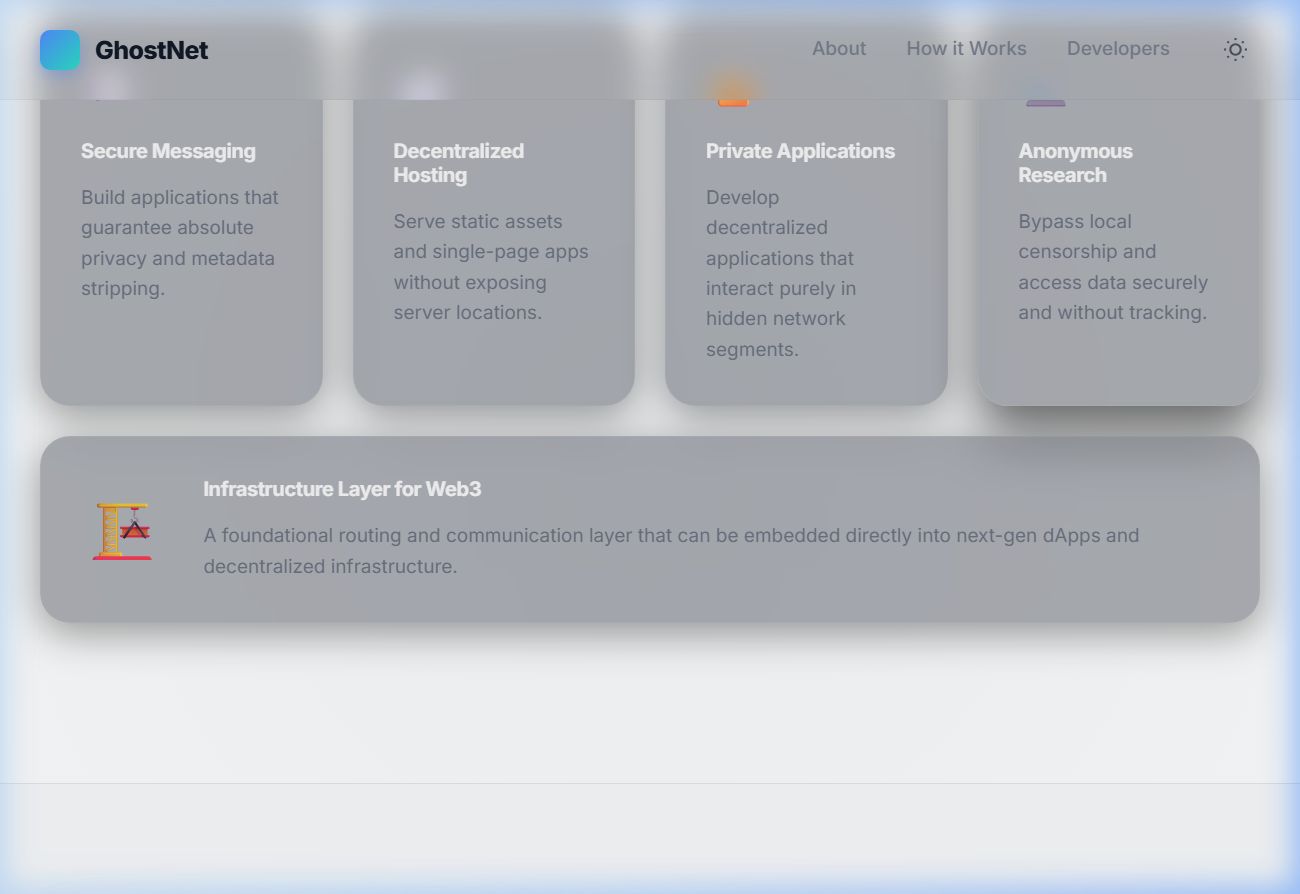 GhostNet
About
How it Works
Developers
Secure Messaging
Build applications that
guarantee absolute
privacy and metadata
stripping.
Decentralized
Hosting
Serve static assets
and single-page apps
without exposing
server locations.
Private Applications
Develop
decentralized
applications that
interact purely in
hidden network
segments.
Anonymous
Research
Bypass local
censorship and
access data securely
and without tracking.
Infrastructure Layer for Web3
A foundational routing and communication layer that can be embedded directly into next-gen dApps and
decentralized infrastructure.